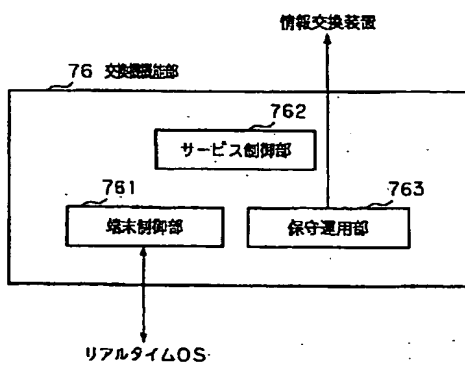 情報交換装置
76 交換機機能部
762
サービス制御部
761
端末制御部
763
保守運用部
リアルタイムOS